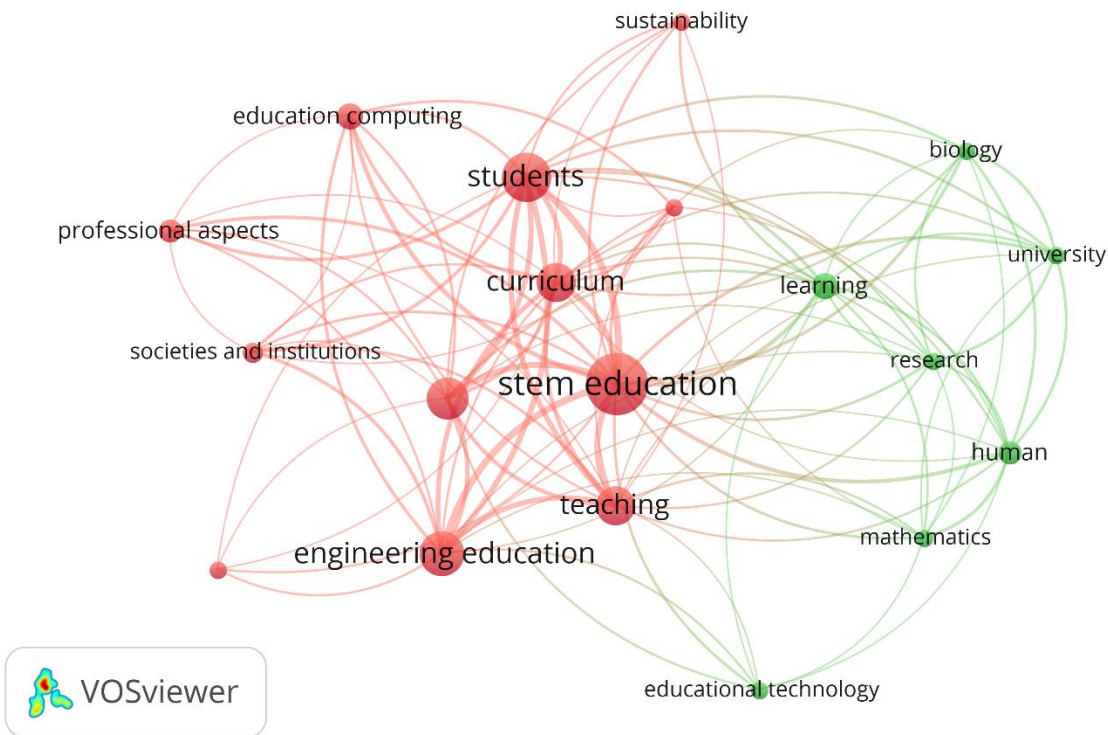 sustainability
education computing
biology
students
professional aspects
university
curriculum
learning
societies and institutions
research
stem education
human
teaching
mathematics
engineering education
educational technology
VOSviewer